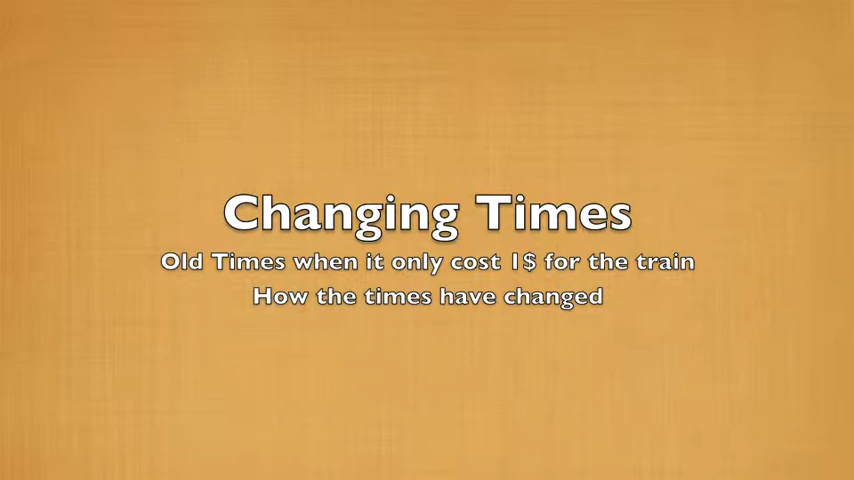 Changing Times
Old Times when it only cost 1$ for the train
How the times have changed